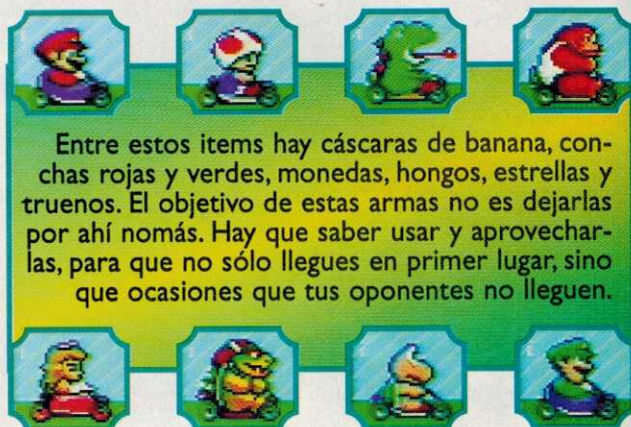 Entre estos items hay cáscaras de banana, con-
chas rojas y verdes, monedas, hongos, estrellas y
truenos. El objetivo de estas armas no es dejarlas
por ahí nomás. Hay que saber usar y aprovechar-
las, para que no sólo llegues en primer lugar, sino
que ocasiones que tus oponentes no lleguen.